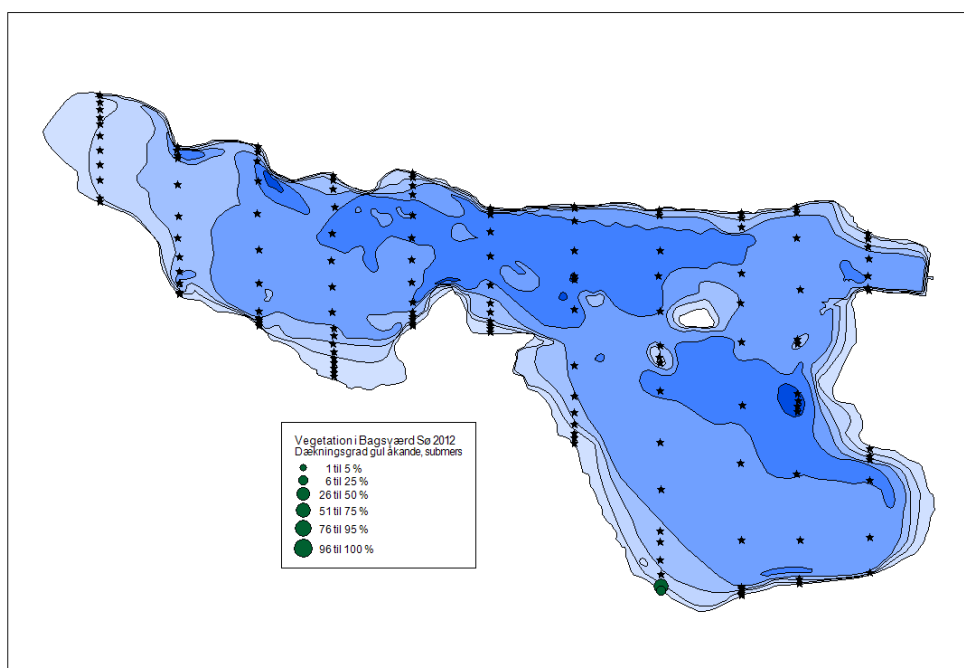 Vegetation i Bagsværd Sø 2012
Dækningsgrad gul åkande, submers
1 til 5 %
6 til 25 %
26 til 50 %
51 til 75 %
76 til 95 %
96 til 100 %